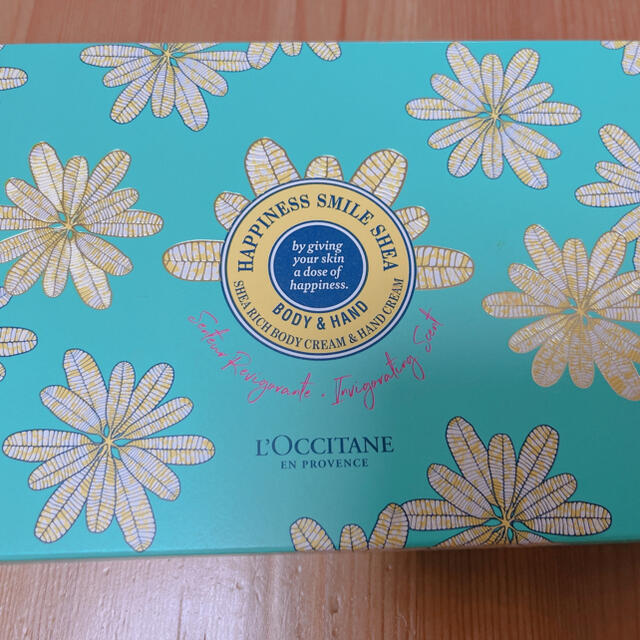 HAPPINESS SMILE SHEA
by giving
your skin
a dose of
happiness.
BODY & HAND
SHEA RICH BODY CREAM & HAND CREAM
Senteur Revigorante · Invigorating Scent
L'OCCITANE
EN PROVENCE